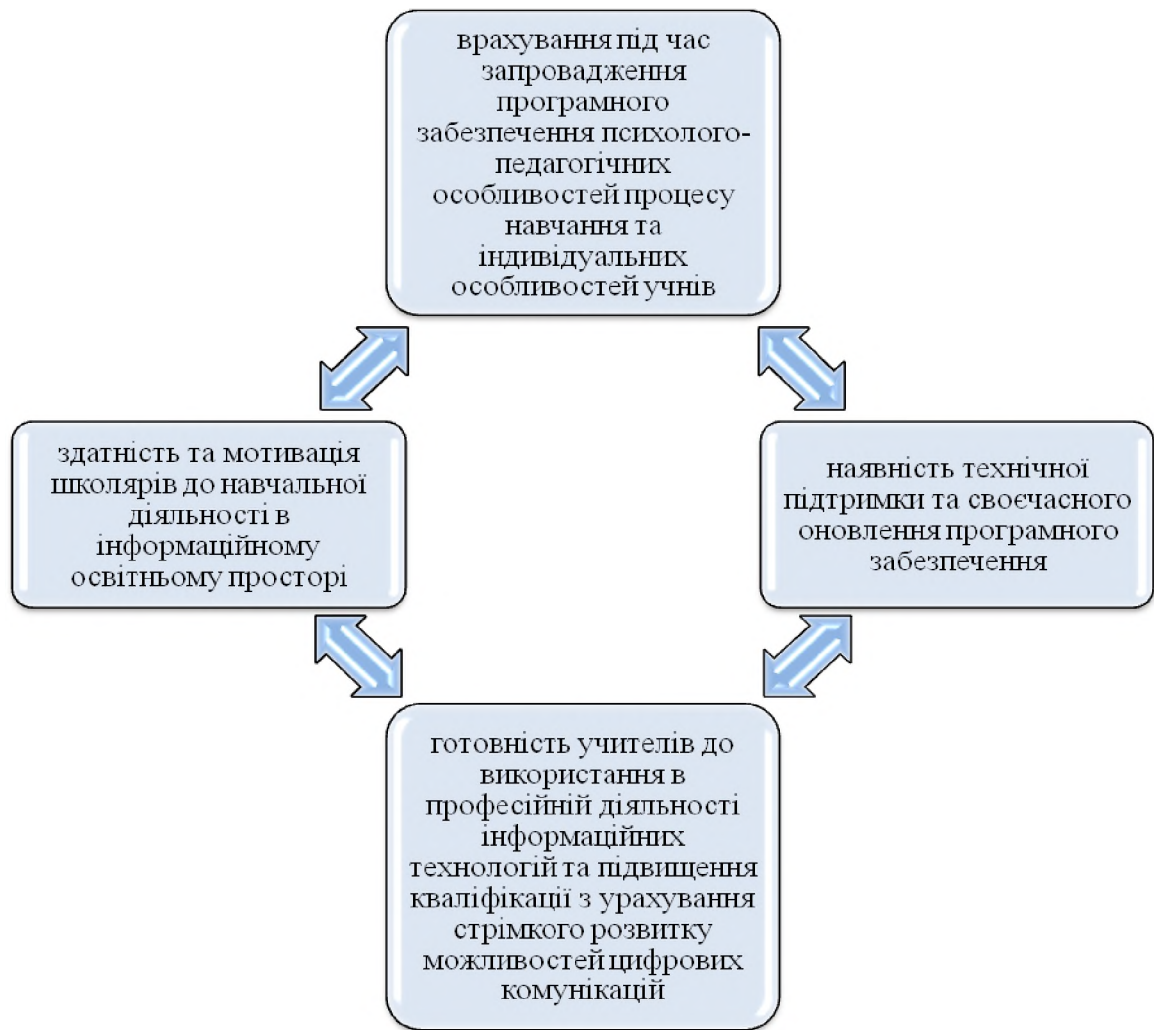 врахування під час
запровадження
програмного
забезпечення психолого-
педагогічних
особливостей процесу
навчання та
індивідуальних
особливостей учнів
здатність та мотивація
школярів до навчальної
діяльності в
інформаційному
освітньому просторі
наявність технічної
підтримки та своєчасного
оновлення програмного
забезпечення
готовність учителів до
використання в
професійній діяльності
інформаційних
технологій та підвищення
кваліфікації з урахування
стрімкого розвитку
можливостей цифрових
комунікацій